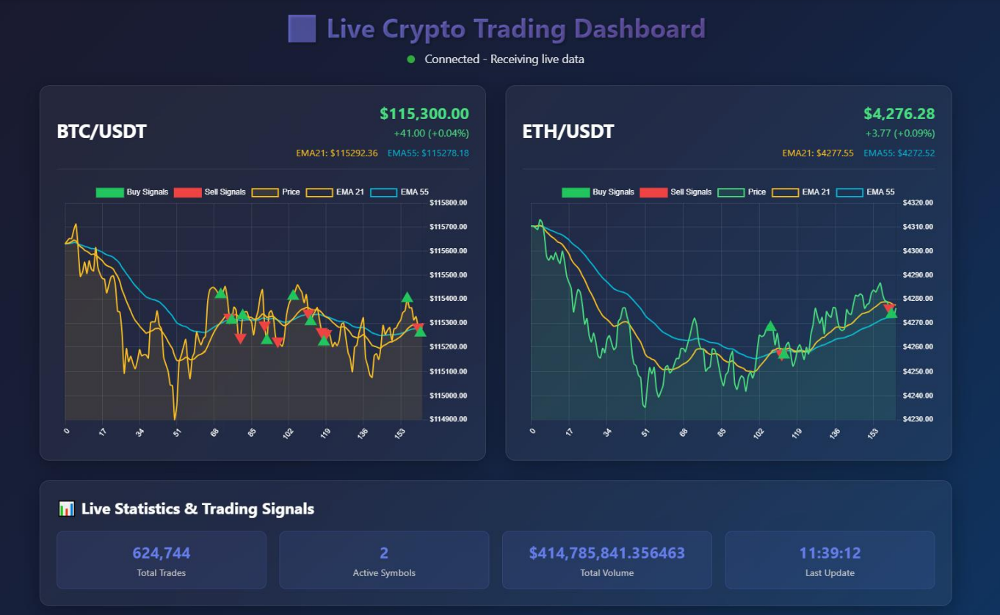 Live Crypto Trading Dashboard
Connected - Receiving live data
BTC/USDT
$115,300.00
+41.00 (+0.04%)
EMA21: $115292.36 EMA55: $115278.18
Buy Signals Sell Signals Price EMA 21 EMA 55
$115800.00
$115700.00
$115600.00
$115500.00
$115400.00
$115300.00
$115200.00
$115100.00
$115000.00
$114900.00
0 17 34 51 68 85 102 119 136 153
ETH/USDT
$4,276.28
+3.77 (+0.09%)
EMA21: $4277.55 EMA55: $4272.52
Buy Signals Sell Signals Price EMA 21 EMA 55
$4320.00
$4310.00
$4300.00
$4290.00
$4280.00
$4270.00
$4260.00
$4250.00
$4240.00
$4230.00
0 17 34 51 68 85 102 119 136 153
Live Statistics & Trading Signals
624,744
Total Trades
2
Active Symbols
$414,785,841.356463
Total Volume
11:39:12
Last Update